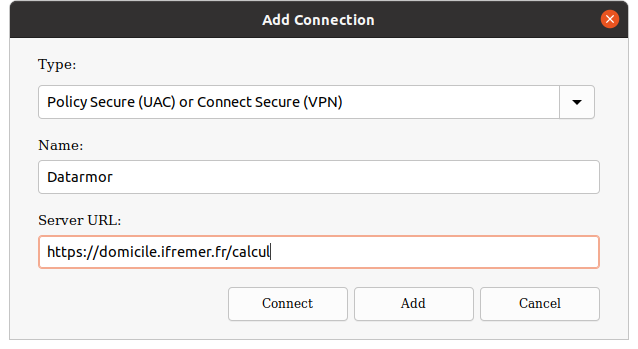 Add Connection
Type:
Policy Secure (UAC) or Connect Secure (VPN)
Name:
Datarmor
Server URL:
https://domicile.ifremer.fr/calcul
Connect Add Cancel